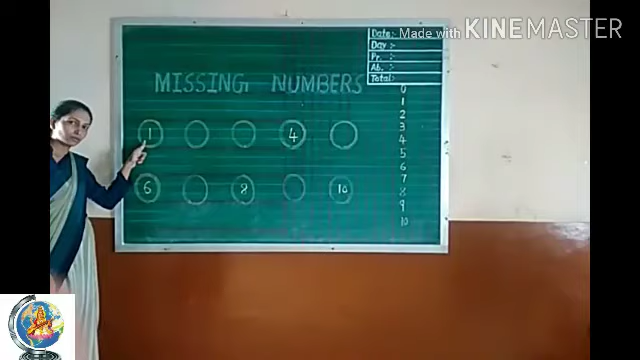 Made with KINEMASTER
Date:-
Day:-
Pr. :-
Ab. :-
Total:
MISSING NUMBERS
1 4
6 8 10
0
1
2
3
4
5
6
7
8
9
10